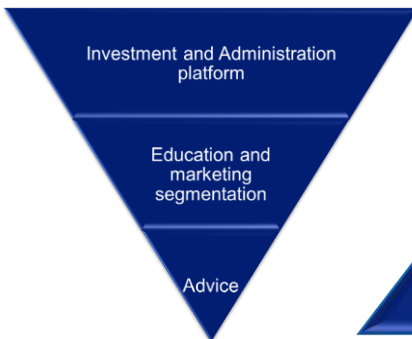 Investment and Administration
platform
Education and
marketing
segmentation
Advice